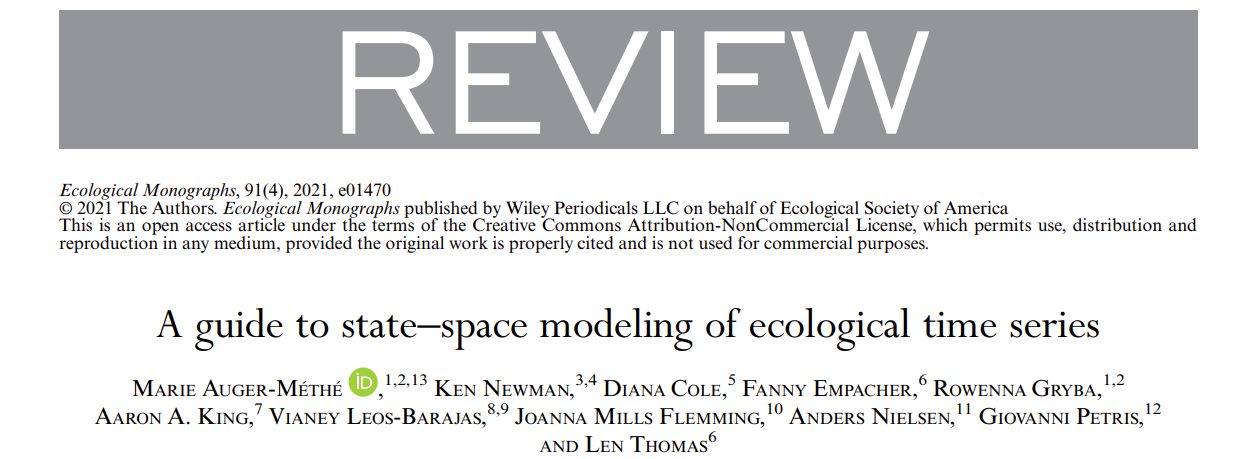 REVIEW
Ecological Monographs, 91(4), 2021, e01470
© 2021 The Authors. Ecological Monographs published by Wiley Periodicals LLC on behalf of Ecological Society of America
This is an open access article under the terms of the Creative Commons Attribution-NonCommercial License, which permits use, distribution and
reproduction in any medium, provided the original work is properly cited and is not used for commercial purposes.
A guide to state–space modeling of ecological time series
Marie Auger-Méthé iD,1,2,13 Ken Newman,3,4 Diana Cole,5 Fanny Empacher,6 Rowenna Gryba,1,2
Aaron A. King,7 Vianey Leos-Barajas,8,9 Joanna Mills Flemming,10 Anders Nielsen,11 Giovanni Petris,12
and Len Thomas6